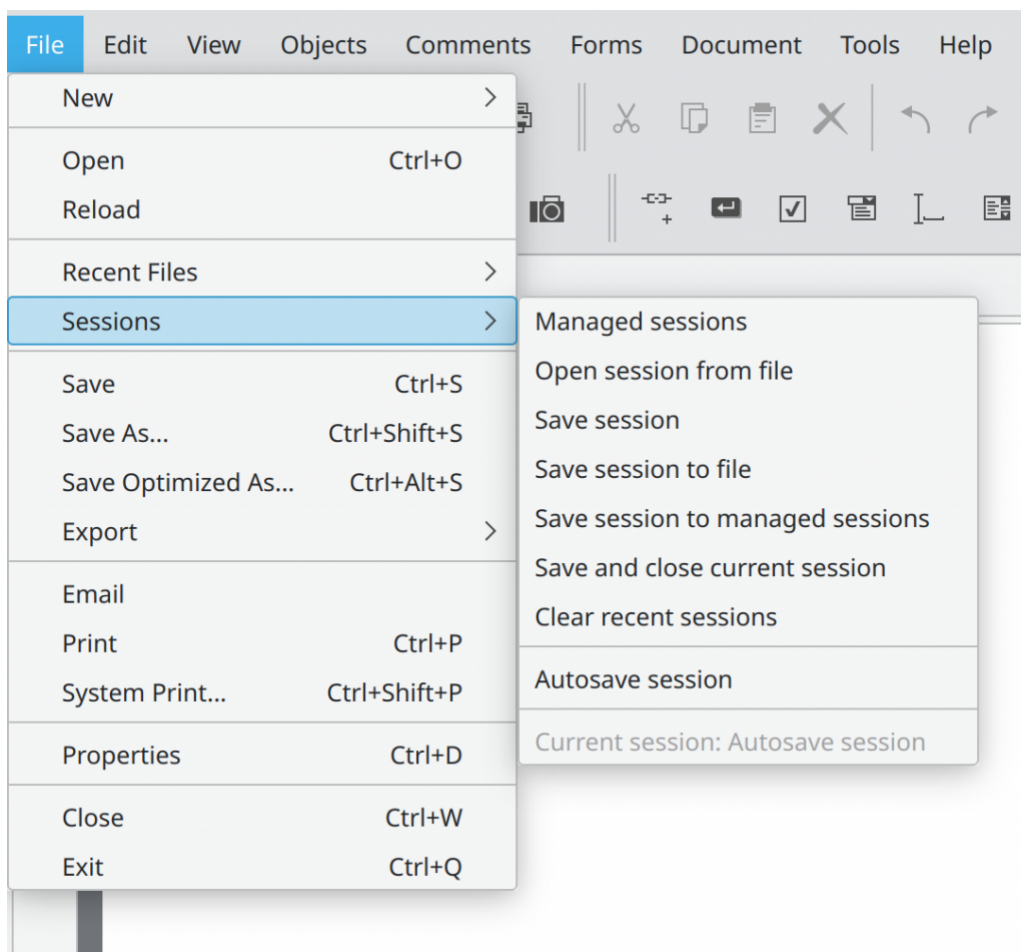 File Edit View Objects Comments Forms Document Tools Help
New
Open Ctrl+O
Reload
Recent Files
Sessions
Save Ctrl+S
Save As... Ctrl+Shift+S
Save Optimized As... Ctrl+Alt+S
Export
Email
Print Ctrl+P
System Print... Ctrl+Shift+P
Properties Ctrl+D
Close Ctrl+W
Exit Ctrl+Q
Managed sessions
Open session from file
Save session
Save session to file
Save session to managed sessions
Save and close current session
Clear recent sessions
Autosave session
Current session: Autosave session